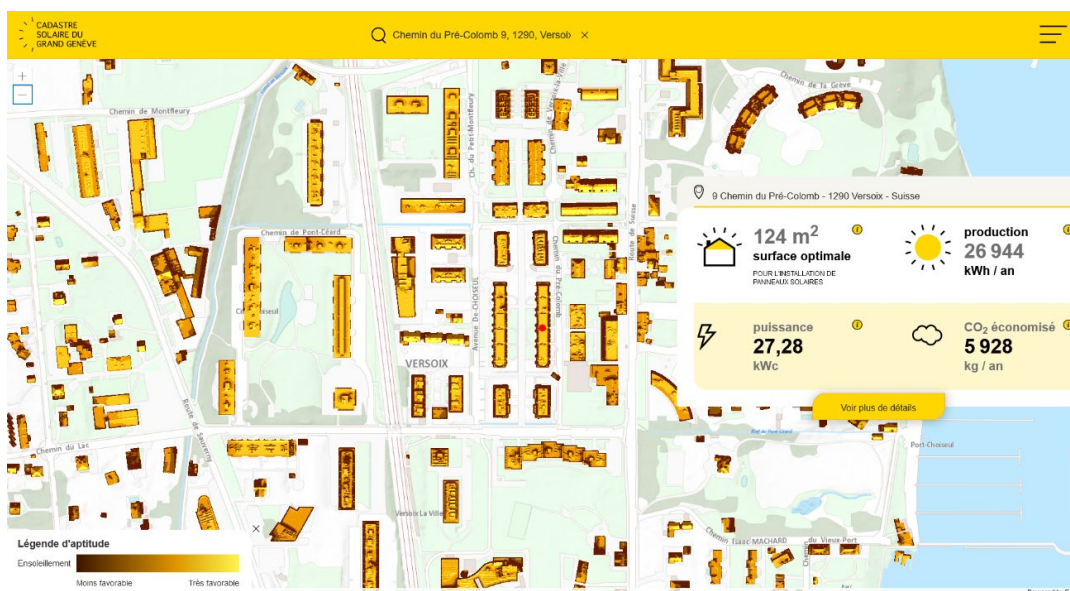 CADASTRE
SOLAIRE DU
GRAND GENÈVE
Chemin du Pré-Colomb 9, 1290, Versoix
+
Chemin de Montfleury
Ch. du Petit-Montfleury
Chemin de Versoix-la-Ville
Chemin de la Grève
9 Chemin du Pré-Colomb - 1290 Versoix - Suisse
124 m²
surface optimale
POUR L'INSTALLATION DE
PANNEAUX SOLAIRES
production
26 944
kWh / an
puissance
27,28
kWc
CO₂ économisé
5 928
kg / an
Voir plus de détails
Chemin de Pont-Céard
Route de Suisse
Chemin du Pré-Colomb
Avenue De-CHOISEUL
VERSOIX
Route de Sauverny
Chemin du Lac
Port-Choiseul
Versoix La Ville
Chemin Isaac MACHARD
du Vieux-Port
Légende d'aptitude
Ensoleillement
Moins favorable
Très favorable